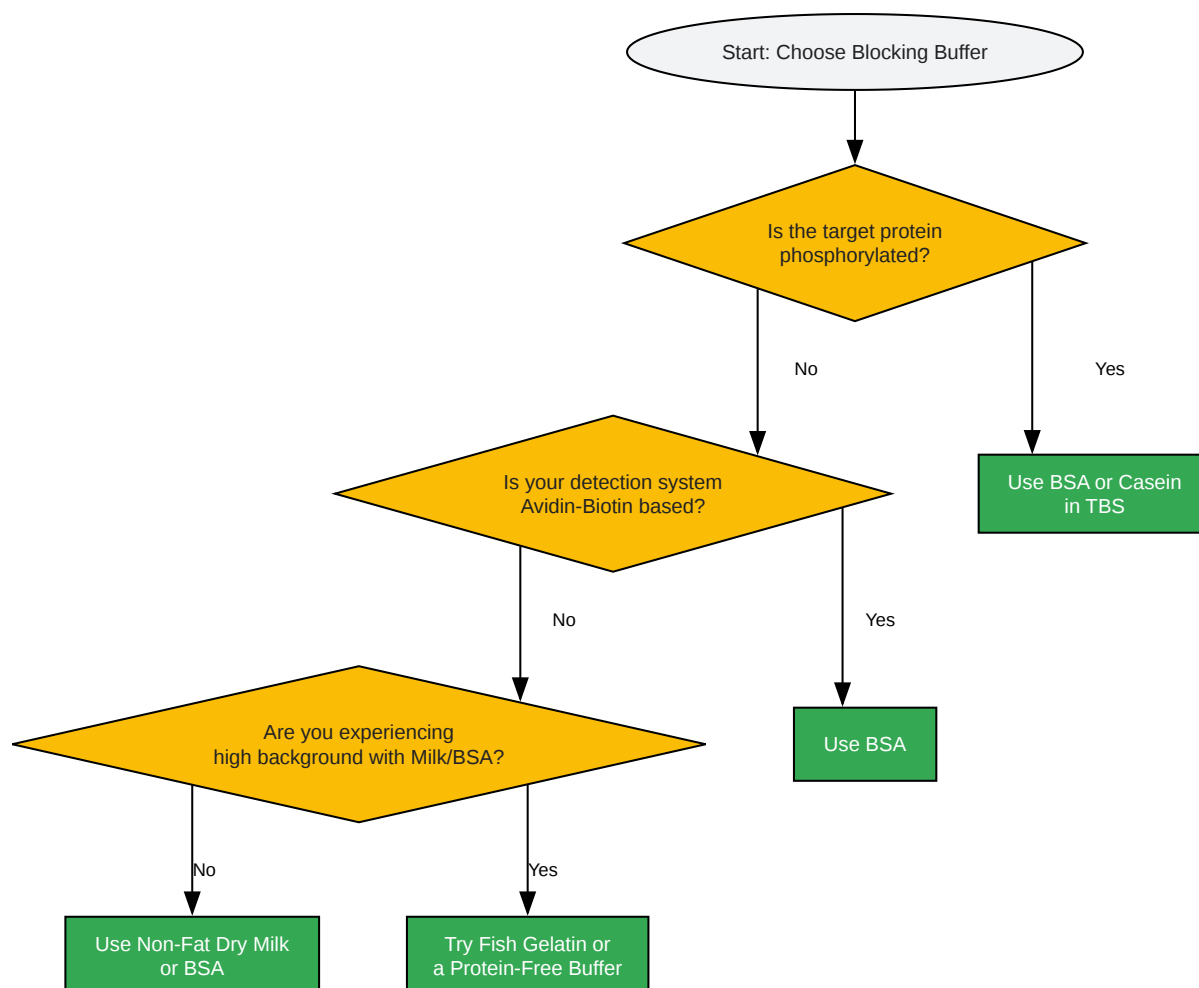 Start: Choose Blocking Buffer
Is the target protein
phosphorylated?
No
Yes
Is your detection system
Avidin-Biotin based?
Use BSA or Casein
in TBS
No
Yes
Are you experiencing
high background with Milk/BSA?
Use BSA
No
Yes
Use Non-Fat Dry Milk
or BSA
Try Fish Gelatin or
a Protein-Free Buffer